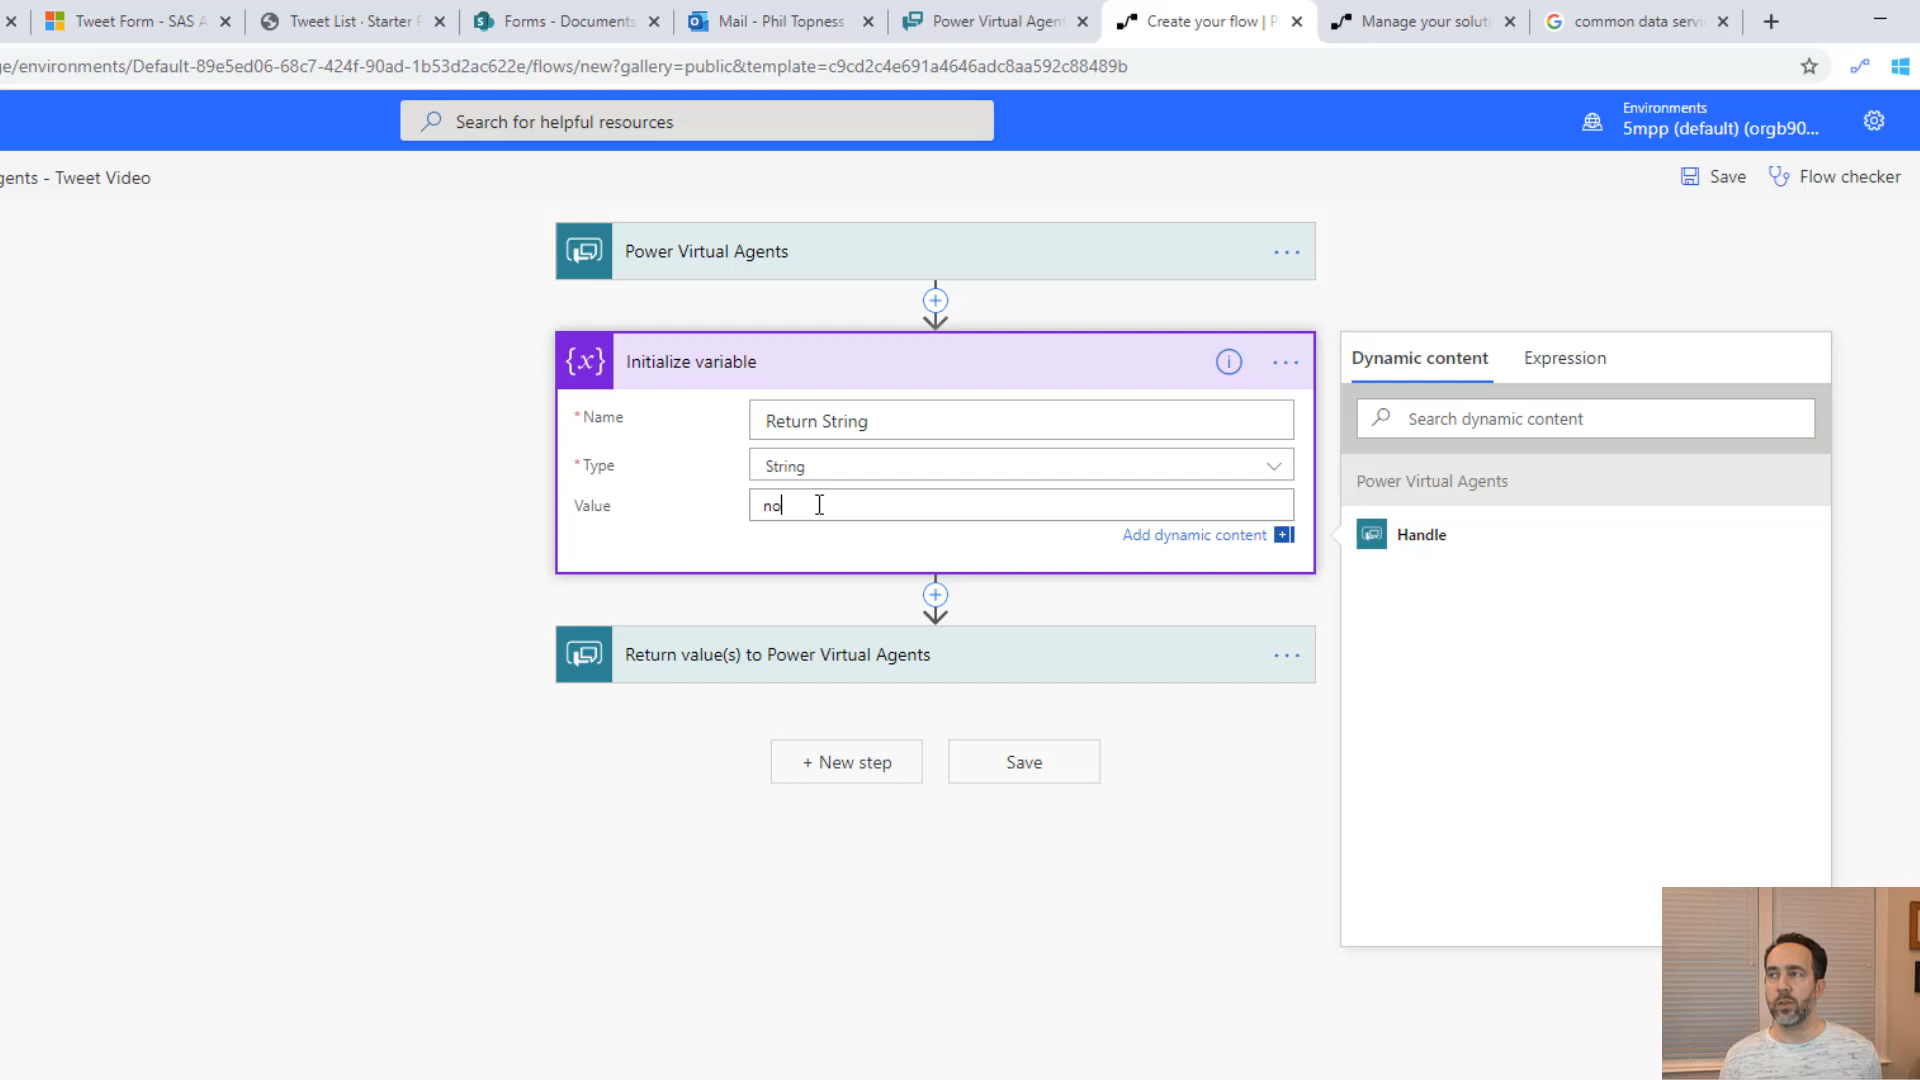 Tweet Form - SAS A
Tweet List · Starter F
Forms - Documents
Mail - Phil Topness
Power Virtual Agent
Create your flow | P
Manage your soluti
common data servi
e/environments/Default-89e5ed06-68c7-424f-90ad-1b53d2ac622e/flows/new?gallery=public&template=c9cd2c4e691a4646adc8aa592c88489b
Search for helpful resources
Environments
5mpp (default) (orgb90...
gents - Tweet Video
Save
Flow checker
Power Virtual Agents
{x} Initialize variable
* Name
Return String
* Type
String
Value
no
Add dynamic content
Return value(s) to Power Virtual Agents
+ New step
Save
Dynamic content
Expression
Search dynamic content
Power Virtual Agents
Handle